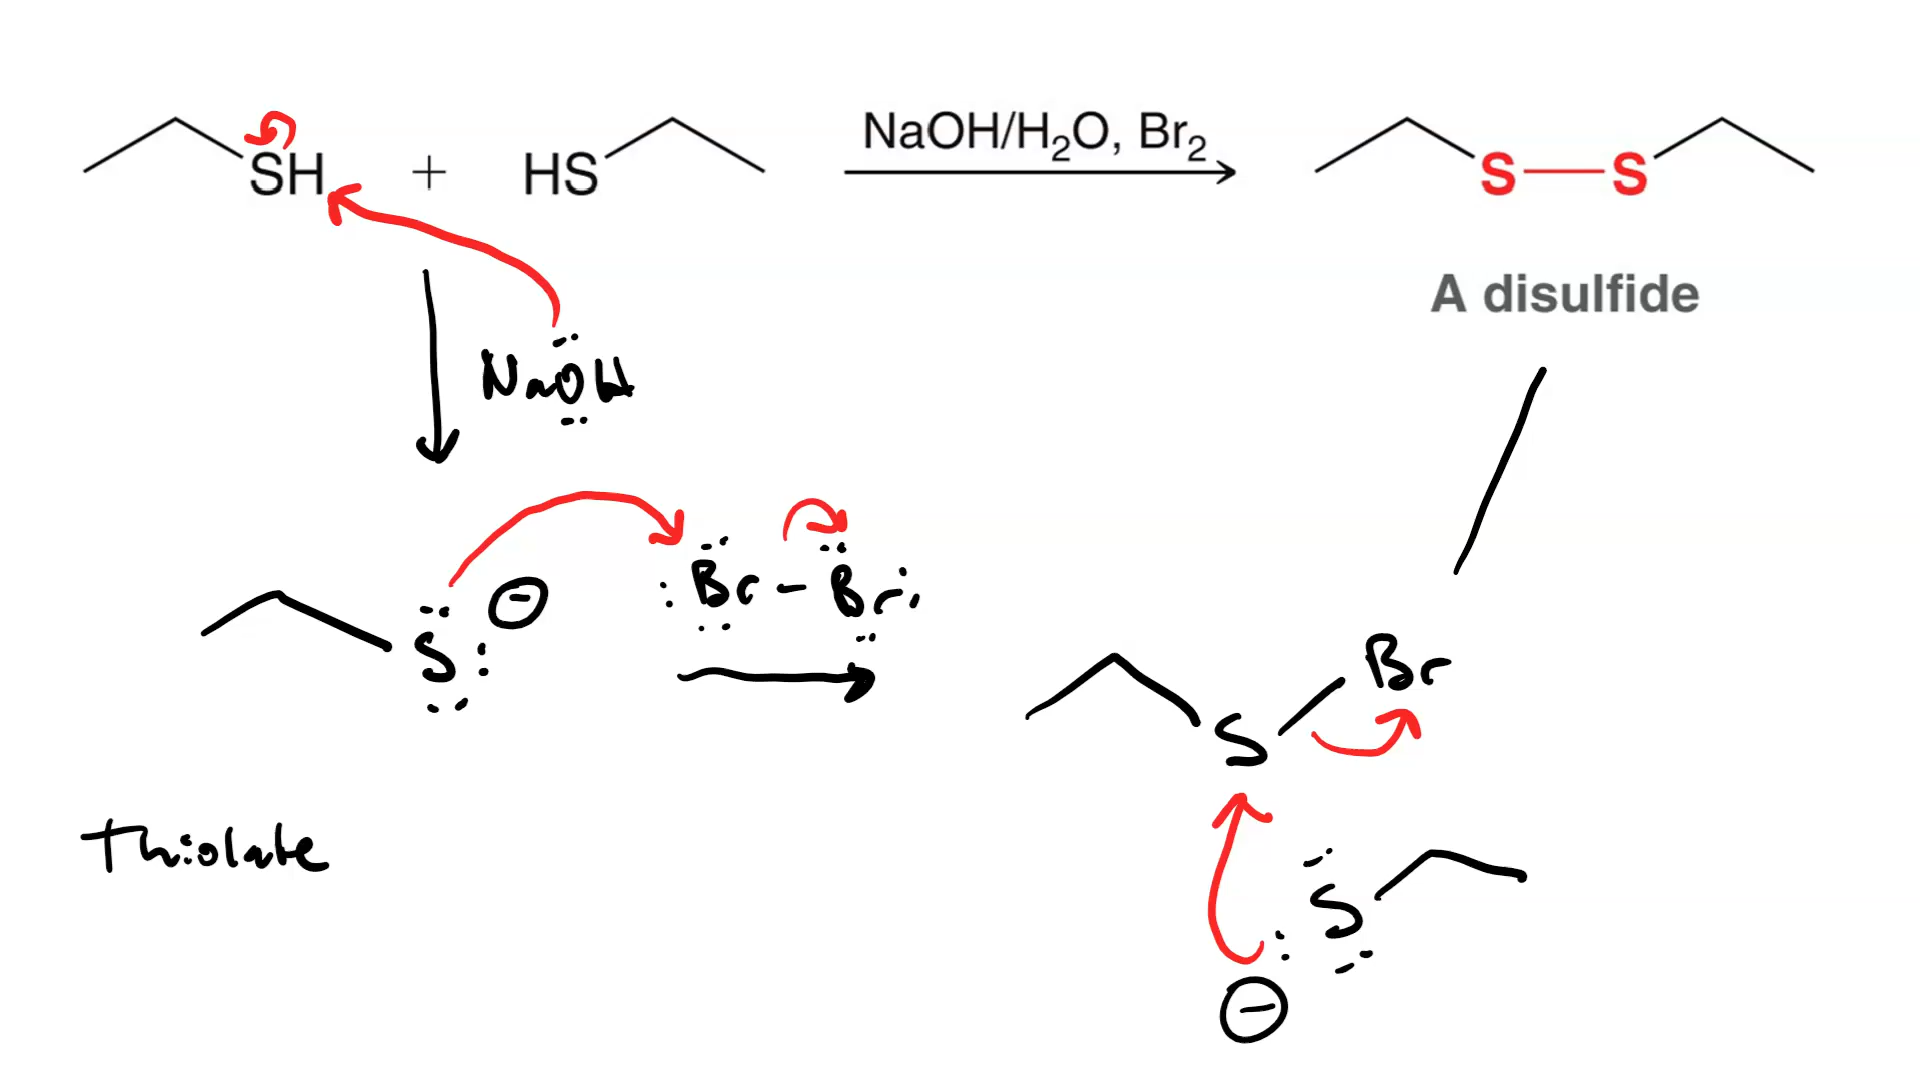 SH + HS NaOH/H₂O, Br₂ S S
A disulfide
NaOH
S ⊖ :Br - Br:
S Br
Thiolate
:S
⊖